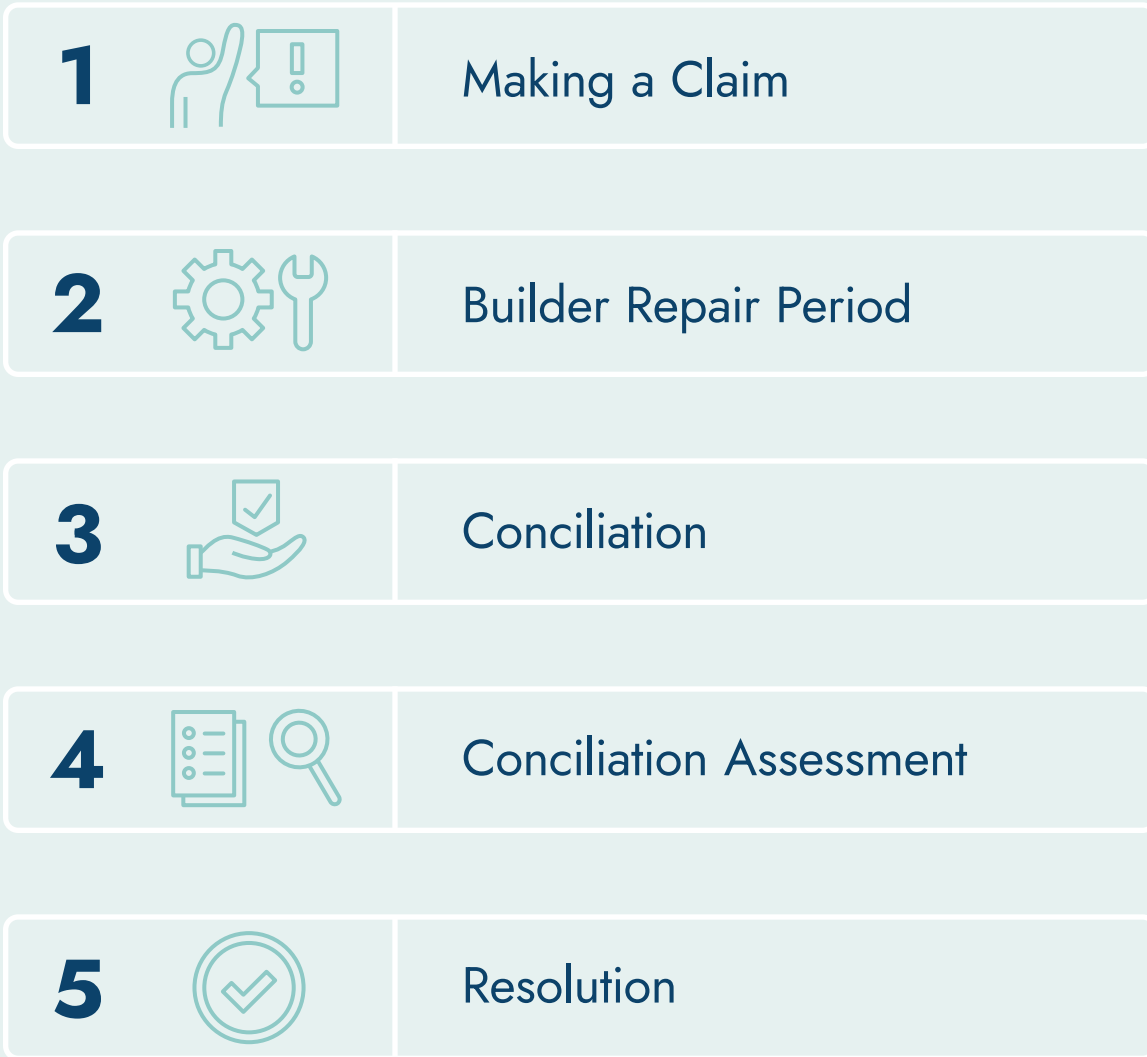 1 Making a Claim
2 Builder Repair Period
3 Conciliation
4 Conciliation Assessment
5 Resolution